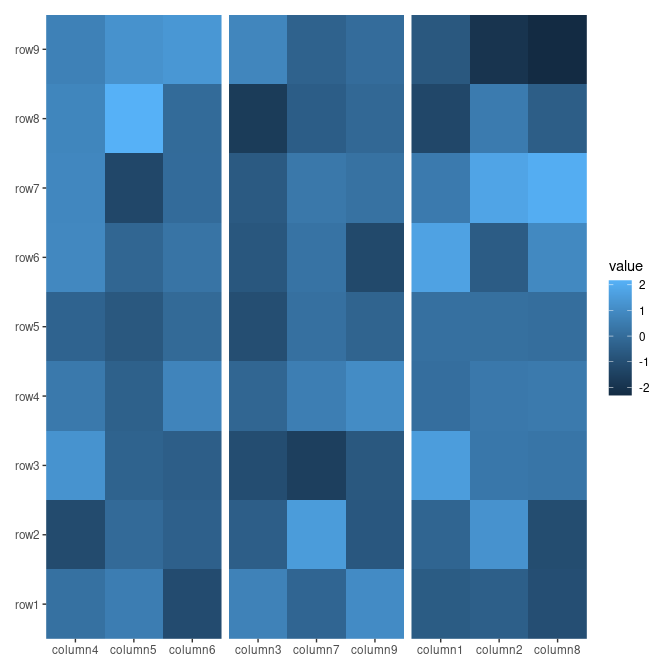 row9
row8
row7
row6
row5
row4
row3
row2
row1
column4 column5 column6 column3 column7 column9 column1 column2 column8
value
2
1
0
-1
-2